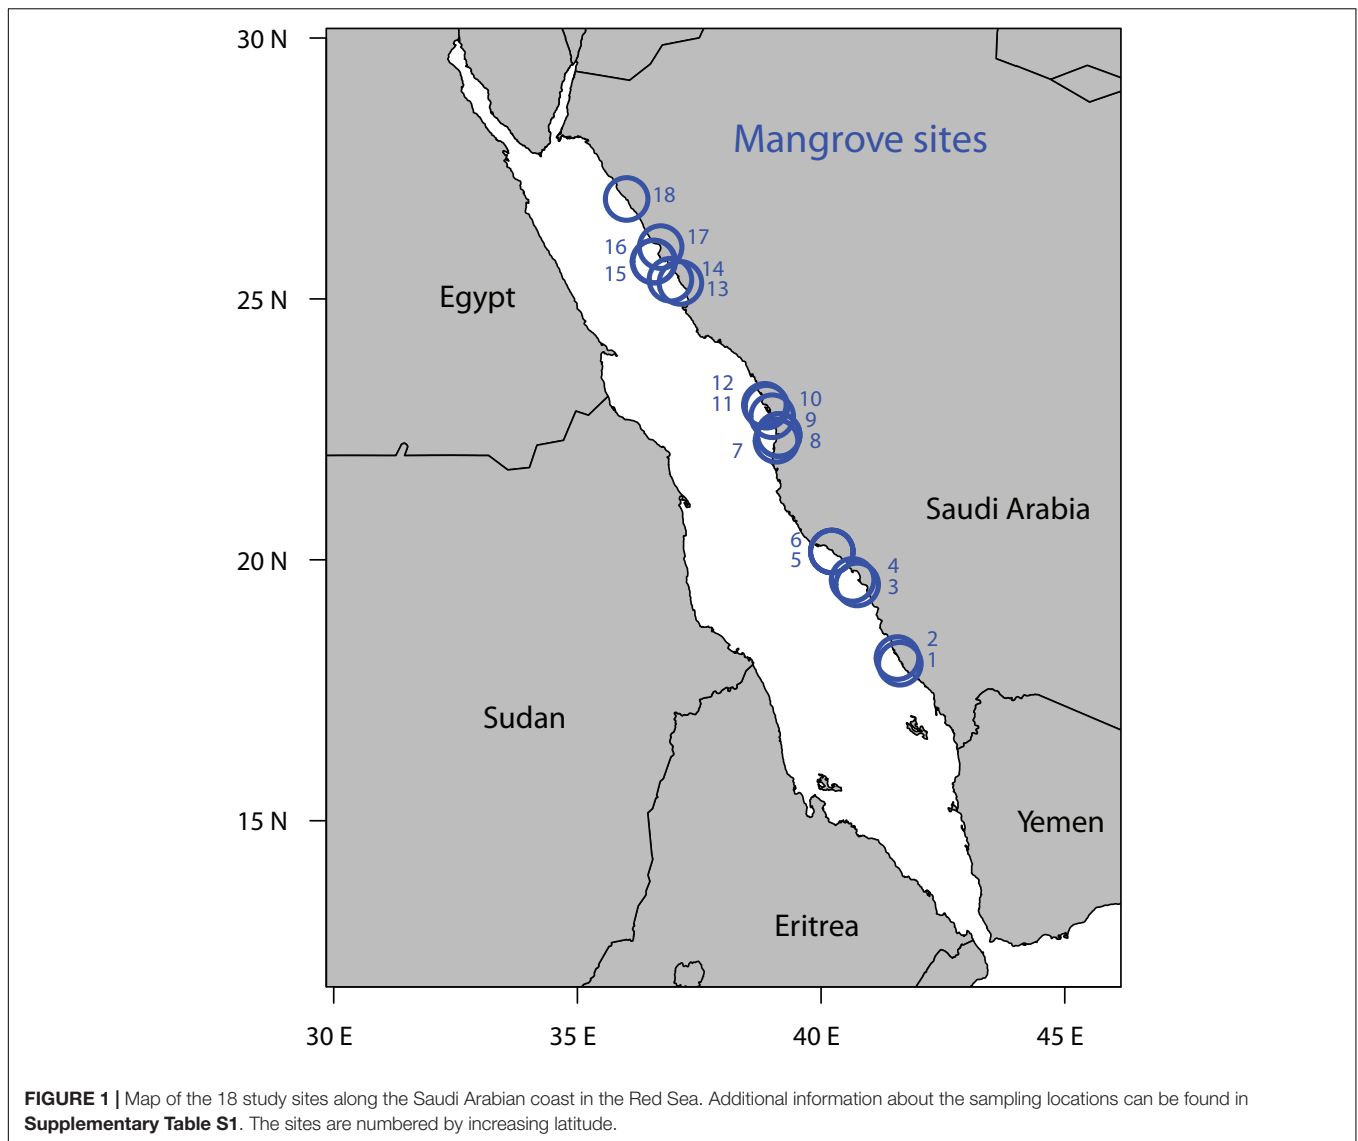 30 N
Mangrove sites
18
17
16
15
14
13
25 N
Egypt
12
11
10
9
8
7
Saudi Arabia
6
5
20 N
4
3
2
1
Sudan
15 N
Yemen
Eritrea
30 E
35 E
40 E
45 E
FIGURE 1 | Map of the 18 study sites along the Saudi Arabian coast in the Red Sea. Additional information about the sampling locations can be found in
Supplementary Table S1. The sites are numbered by increasing latitude.